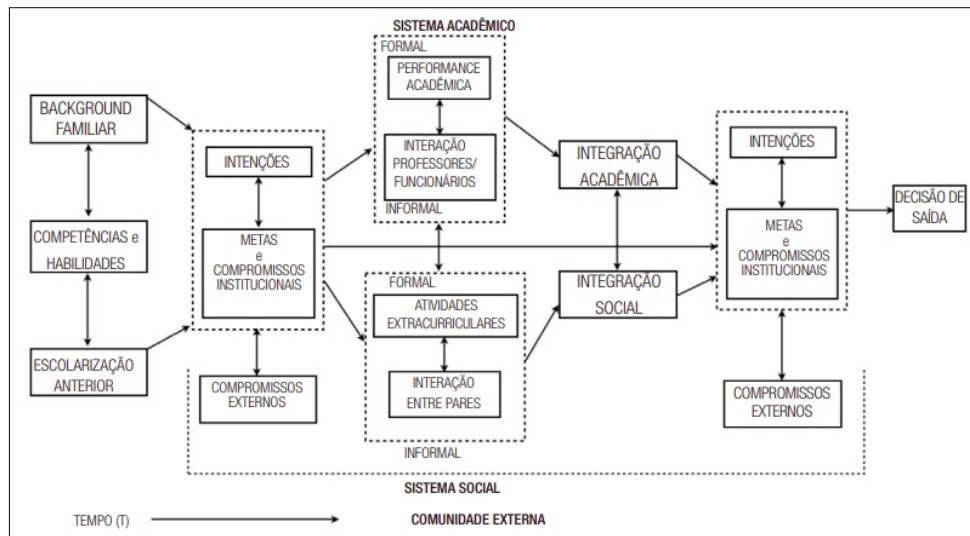 SISTEMA ACADÊMICO
FORMAL
PERFORMANCE
ACADÊMICA
INTERAÇÃO
PROFESSORES/
FUNCIONÁRIOS
INFORMAL
BACKGROUND
FAMILIAR
COMPETÊNCIAS e
HABILIDADES
ESCOLARIZAÇÃO
ANTERIOR
INTENÇÕES
METAS
e
COMPROMISSOS
INSTITUCIONAIS
COMPROMISSOS
EXTERNOS
FORMAL
ATIVIDADES
EXTRACURRICULARES
INTERAÇÃO
ENTRE PARES
INFORMAL
INTEGRAÇÃO
ACADÊMICA
INTEGRAÇÃO
SOCIAL
INTENÇÕES
METAS
e
COMPROMISSOS
INSTITUCIONAIS
COMPROMISSOS
EXTERNOS
DECISÃO DE
SAÍDA
SISTEMA SOCIAL
TEMPO (T)
COMUNIDADE EXTERNA